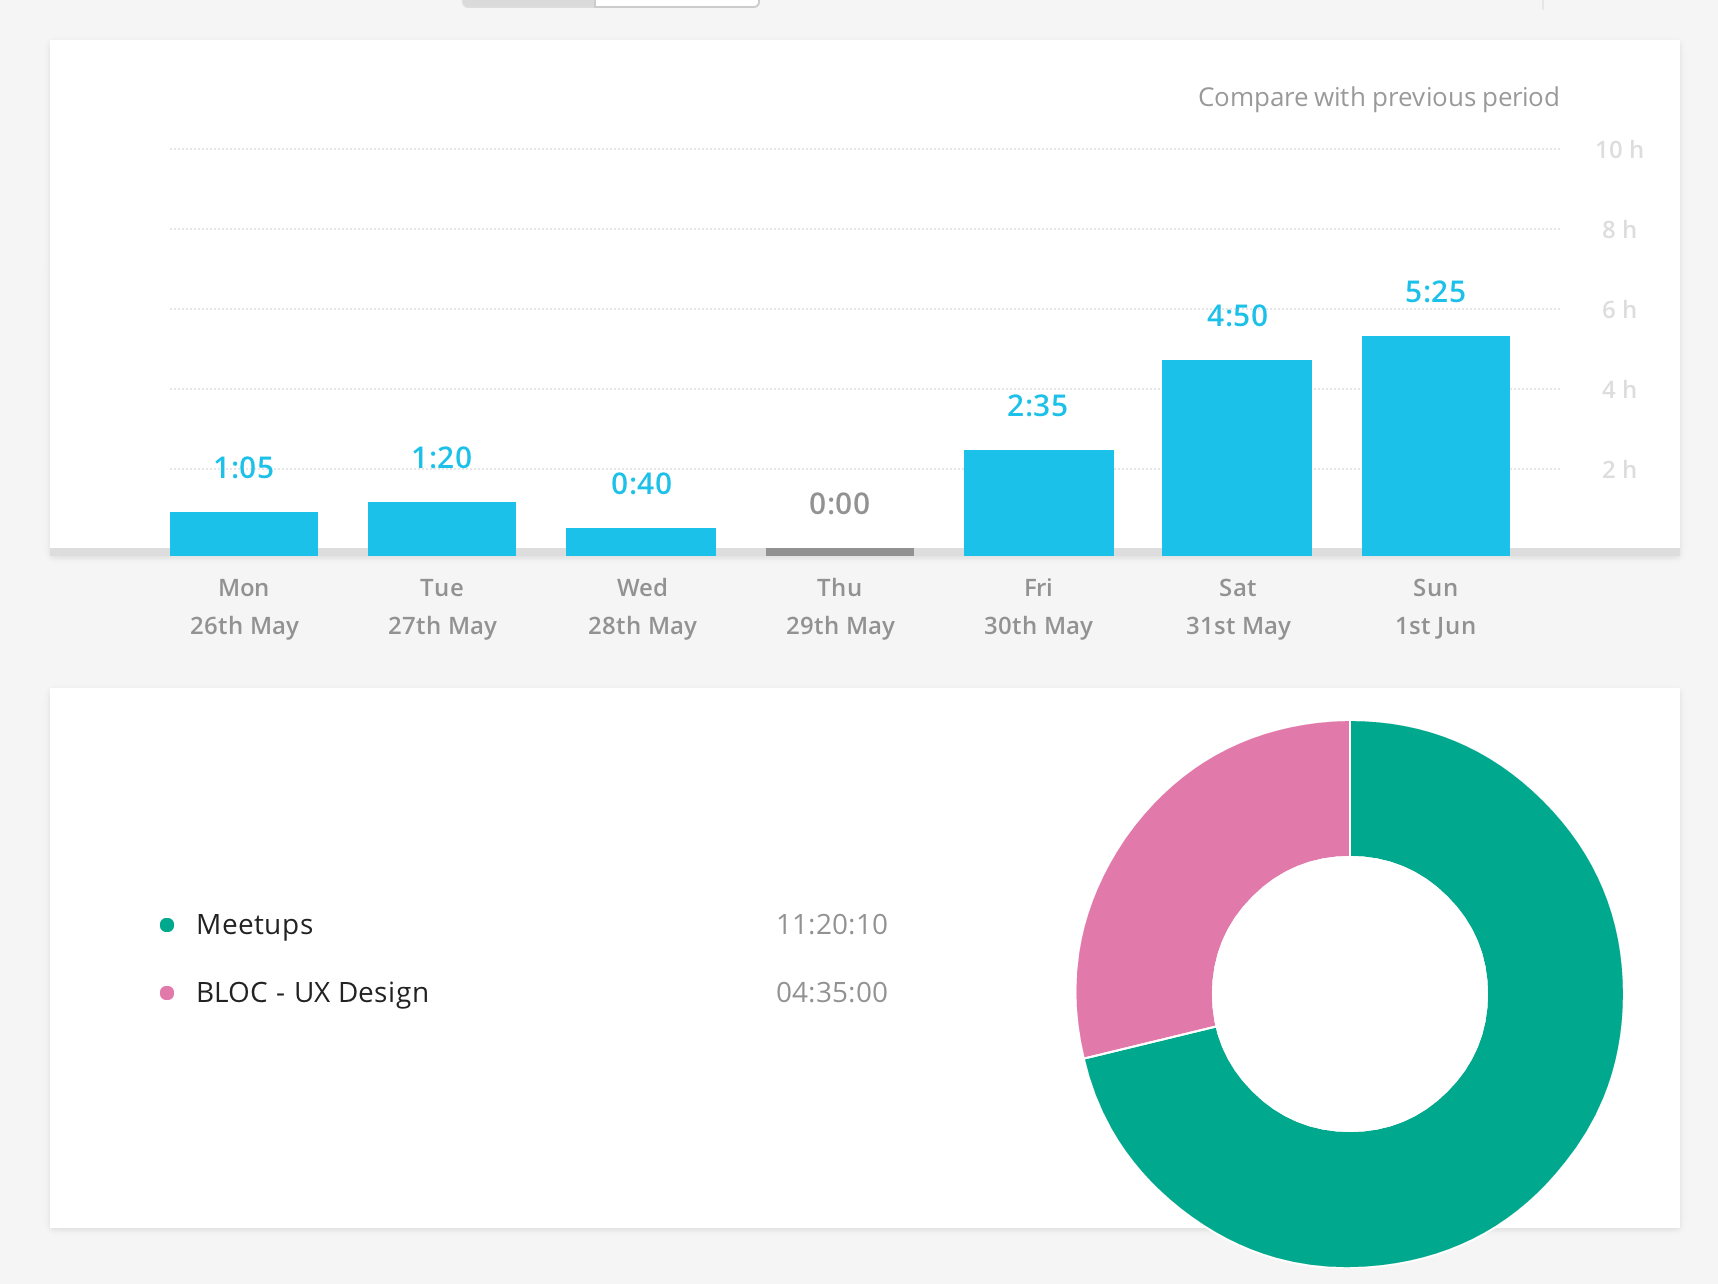 Compare with previous period
10 h
8 h
6 h
4 h
2 h
1:05
1:20
0:40
0:00
2:35
4:50
5:25
Mon
26th May
Tue
27th May
Wed
28th May
Thu
29th May
Fri
30th May
Sat
31st May
Sun
1st Jun
Meetups 11:20:10
BLOC - UX Design 04:35:00